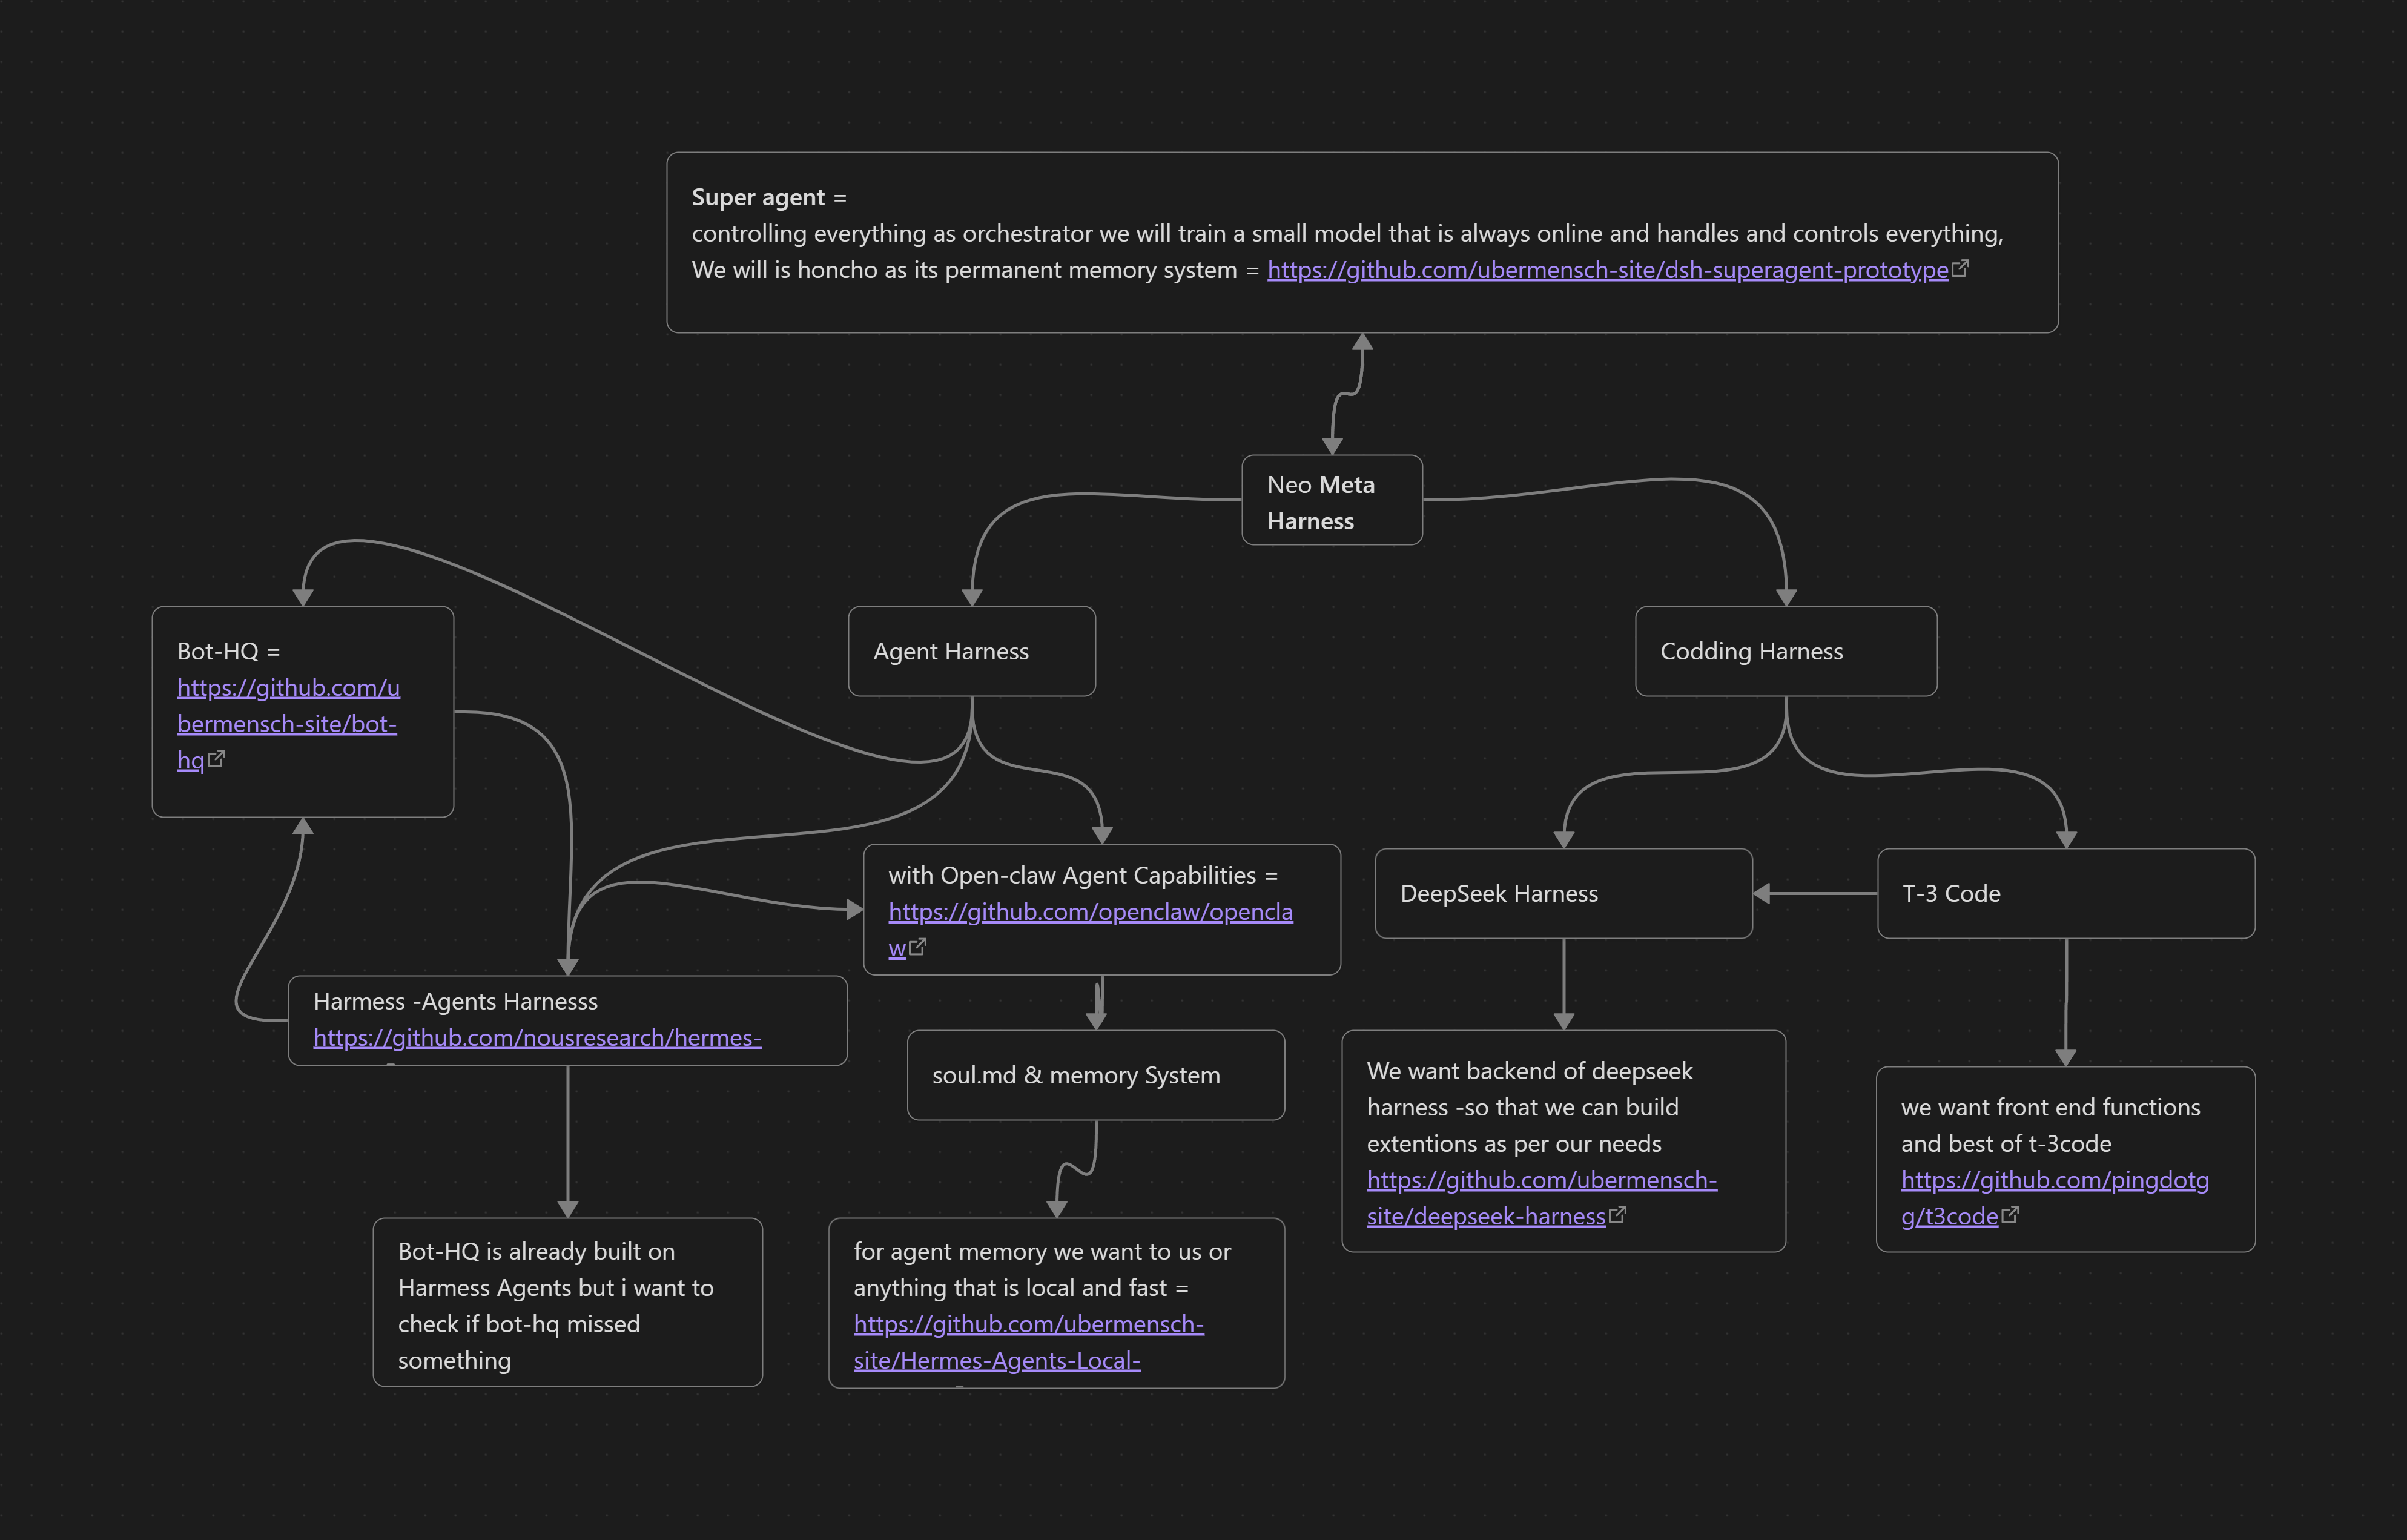 Super agent =
controlling everything as orchestrator we will train a small model that is always online and handles and controls everything,
We will is honcho as its permanent memory system = https://github.com/ubermensch-site/dsh-superagent-prototype
Neo Meta
Harness
Bot-HQ =
https://github.com/u
bermensch-site/bot-
hq
Agent Harness
Codding Harness
with Open-claw Agent Capabilities =
https://github.com/openclaw/opencla
w
DeepSeek Harness
T-3 Code
Harmess -Agents Harnesss
https://github.com/nousresearch/hermes-
soul.md & memory System
We want backend of deepseek
harness -so that we can build
extentions as per our needs
https://github.com/ubermensch-
site/deepseek-harness
we want front end functions
and best of t-3code
https://github.com/pingdotg
g/t3code
Bot-HQ is already built on
Harmess Agents but i want to
check if bot-hq missed
something
for agent memory we want to us or
anything that is local and fast =
https://github.com/ubermensch-
site/Hermes-Agents-Local-